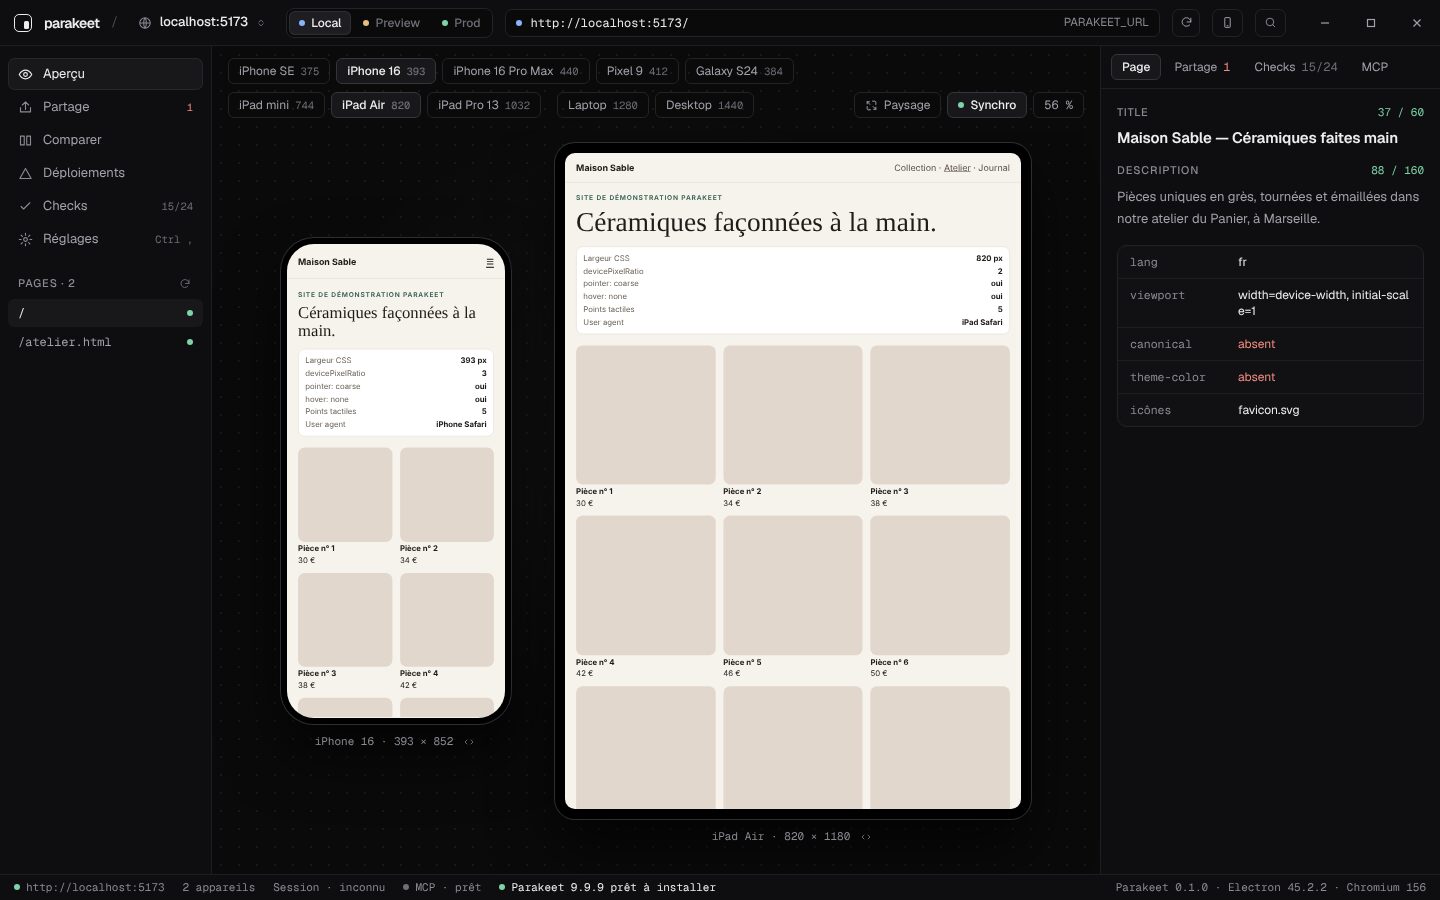 parakeet / localhost:5173 Local Preview Prod http://localhost:5173/ PARAKEET_URL
Aperçu
Partage 1
Comparer
Déploiements
Checks 15/24
Réglages Ctrl ,
PAGES · 2
/
/atelier.html
iPhone SE 375 iPhone 16 393 iPhone 16 Pro Max 440 Pixel 9 412 Galaxy S24 384
iPad mini 744 iPad Air 820 iPad Pro 13 1032 Laptop 1280 Desktop 1440 Paysage Synchro 56 %
Maison Sable
SITE DE DÉMONSTRATION PARAKEET
Céramiques façonnées à la
main.
Largeur CSS 393 px
devicePixelRatio 3
pointer: coarse oui
hover: none oui
Points tactiles 5
User agent iPhone Safari
Pièce n° 1 Pièce n° 2
30 € 34 €
Pièce n° 3 Pièce n° 4
38 € 42 €
iPhone 16 · 393 × 852
Maison Sable Collection · Atelier · Journal
SITE DE DÉMONSTRATION PARAKEET
Céramiques façonnées à la main.
Largeur CSS 820 px
devicePixelRatio 2
pointer: coarse oui
hover: none oui
Points tactiles 5
User agent iPad Safari
Pièce n° 1 Pièce n° 2 Pièce n° 3
30 € 34 € 38 €
Pièce n° 4 Pièce n° 5 Pièce n° 6
42 € 46 € 50 €
iPad Air · 820 × 1180
Page Partage 1 Checks 15/24 MCP
TITLE 37 / 60
Maison Sable — Céramiques faites main
DESCRIPTION 88 / 160
Pièces uniques en grès, tournées et émaillées dans
notre atelier du Panier, à Marseille.
lang fr
viewport width=device-width, initial-scal
e=1
canonical absent
theme-color absent
icônes favicon.svg
http://localhost:5173 2 appareils Session · inconnu MCP · prêt Parakeet 9.9.9 prêt à installer Parakeet 0.1.0 · Electron 45.2.2 · Chromium 156